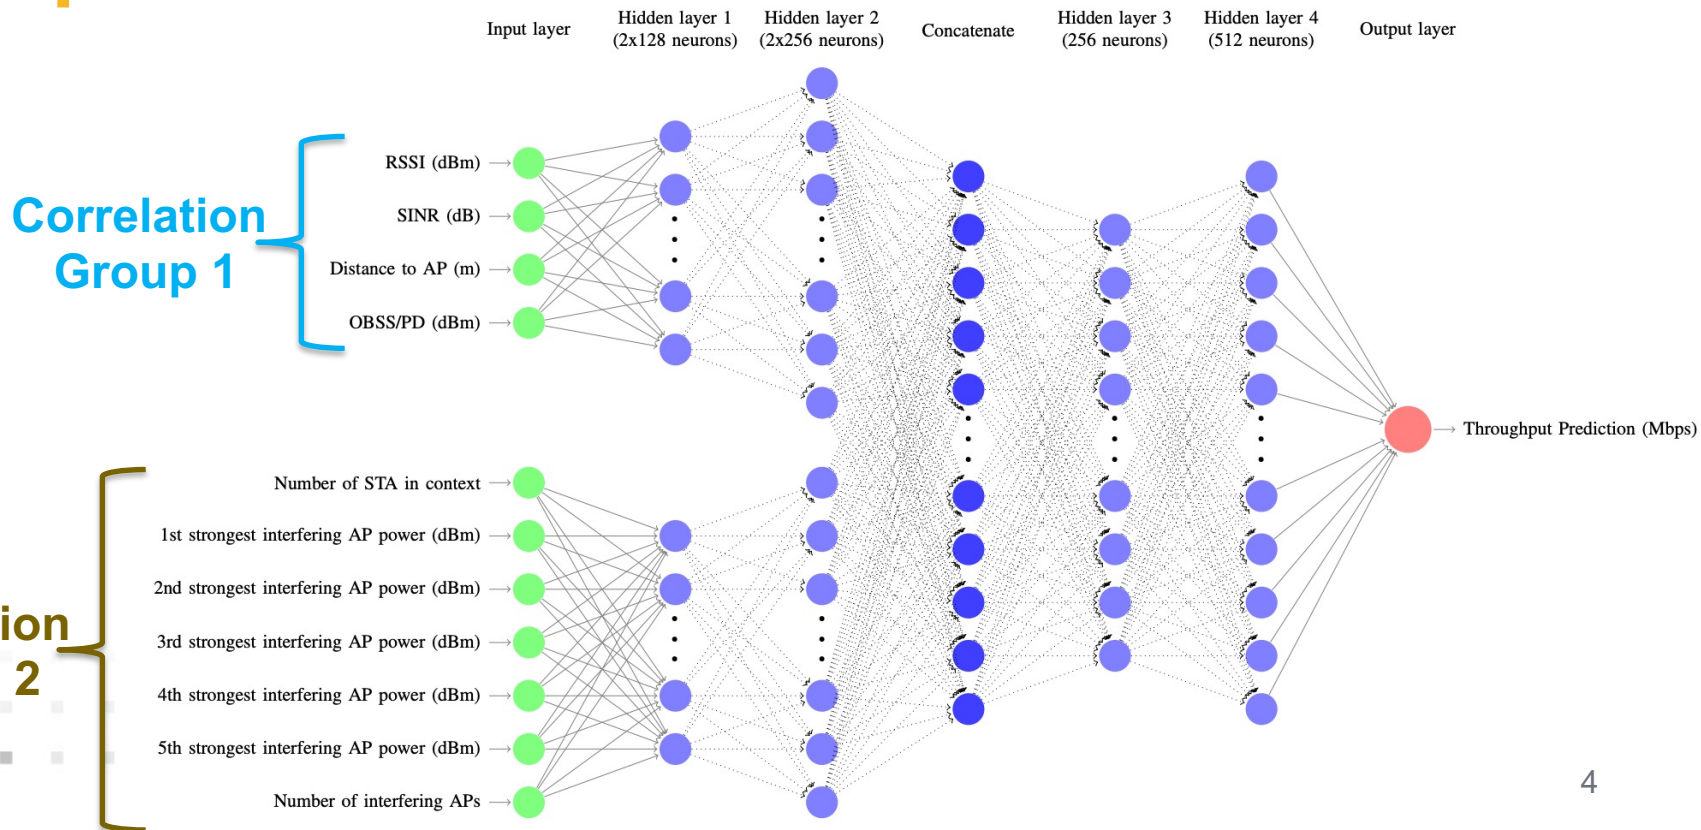 Input layer
Hidden layer 1
(2x128 neurons)
Hidden layer 2
(2x256 neurons)
Concatenate
Hidden layer 3
(256 neurons)
Hidden layer 4
(512 neurons)
Output layer
Correlation
Group 1
RSSI (dBm)
SINR (dB)
Distance to AP (m)
OBSS/PD (dBm)
Throughput Prediction (Mbps)
ion
2
Number of STA in context
1st strongest interfering AP power (dBm)
2nd strongest interfering AP power (dBm)
3rd strongest interfering AP power (dBm)
4th strongest interfering AP power (dBm)
5th strongest interfering AP power (dBm)
Number of interfering APs
4